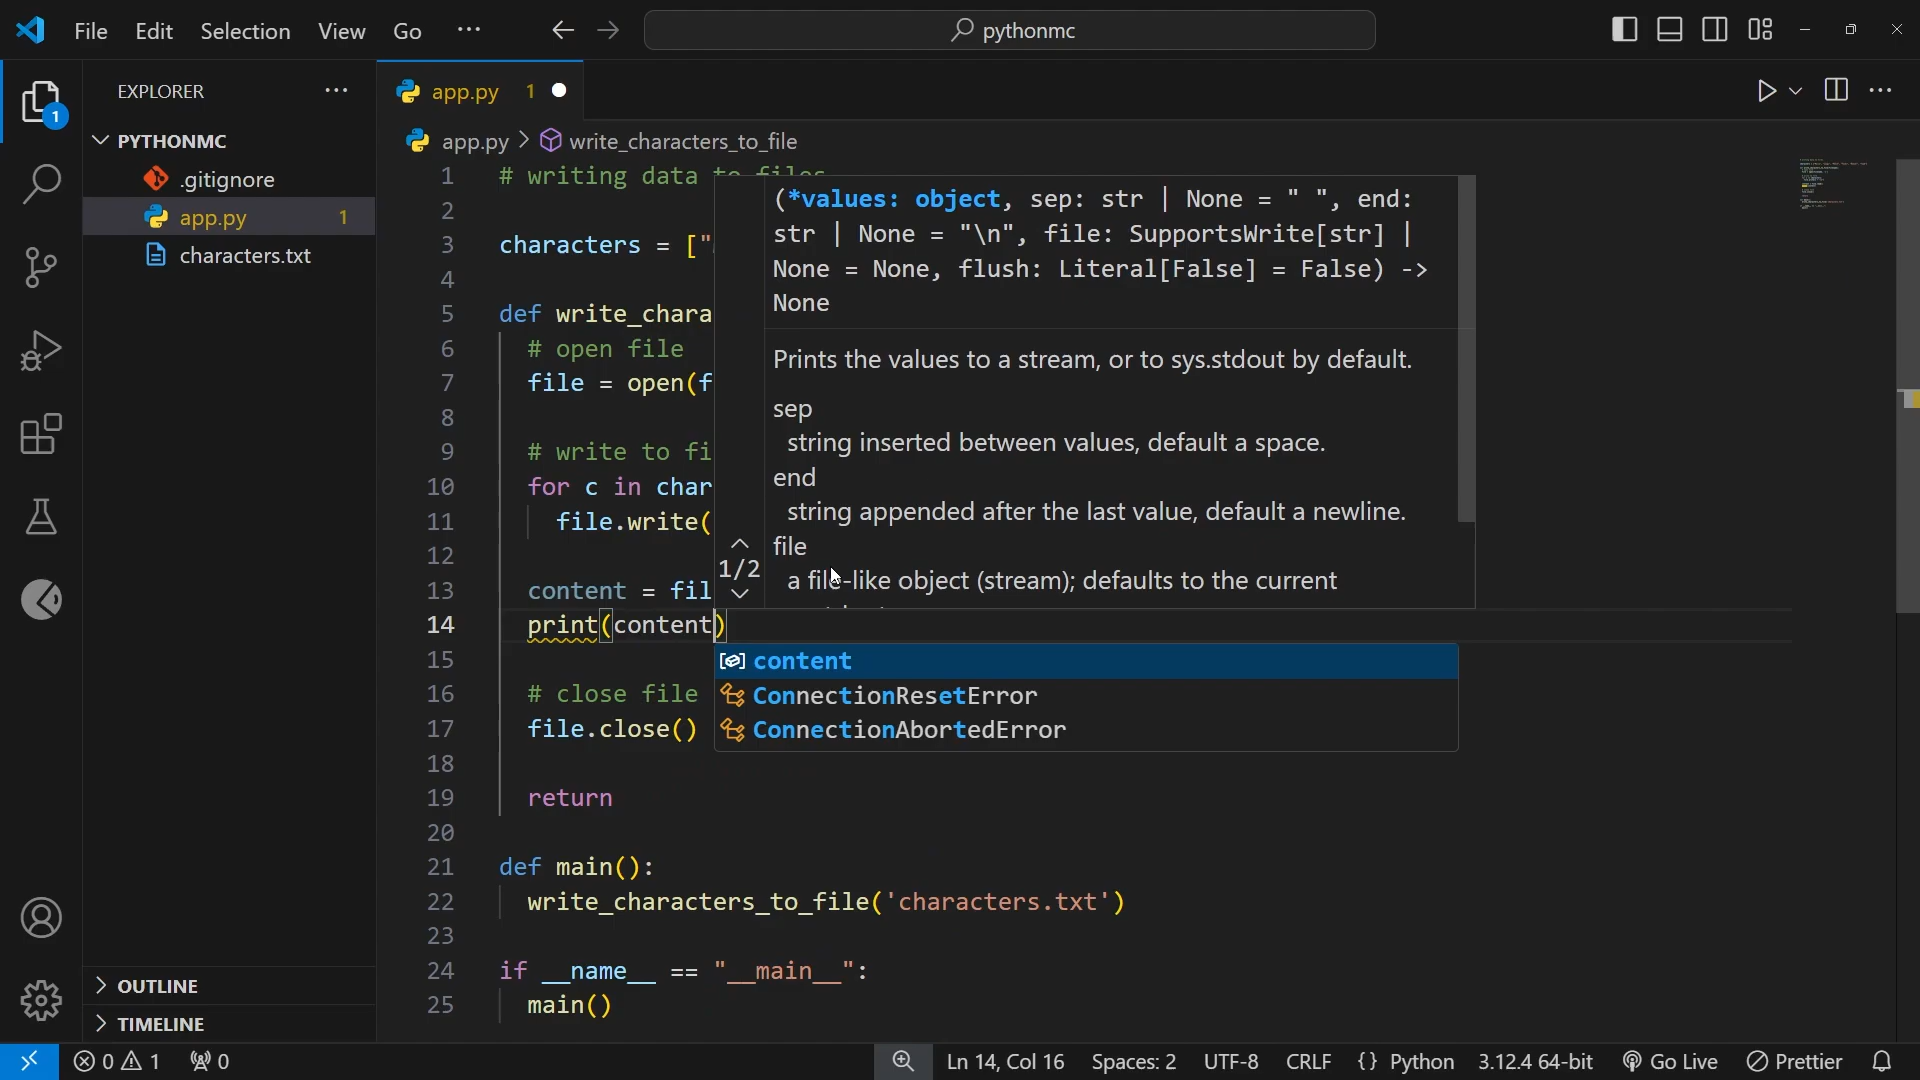 File Edit Selection View Go ··· pythonmc
EXPLORER ···
app.py 1
1
PYTHONMC
.gitignore
app.py 1
characters.txt
app.py > write_characters_to_file
1 # writing data to files
2
3 characters = ["
4
5 def write_chara
6 # open file
7 file = open(f
8
9 # write to fi
10 for c in char
11 file.write(
12
13 content = fil
14 print(content)
15
16 # close file
17 file.close()
18
19 return
20
21 def main():
22 write_characters_to_file('characters.txt')
23
24 if __name__ == "__main__":
25 main()
(*values: object, sep: str | None = " ", end:
str | None = "\n", file: SupportsWrite[str] |
None = None, flush: Literal[False] = False) ->
None
Prints the values to a stream, or to sys.stdout by default.
sep
string inserted between values, default a space.
end
string appended after the last value, default a newline.
file
a file-like object (stream); defaults to the current
1/2
content
ConnectionResetError
ConnectionAbortedError
OUTLINE
TIMELINE
0 1 0 Ln 14, Col 16 Spaces: 2 UTF-8 CRLF {} Python 3.12.4 64-bit Go Live Prettier